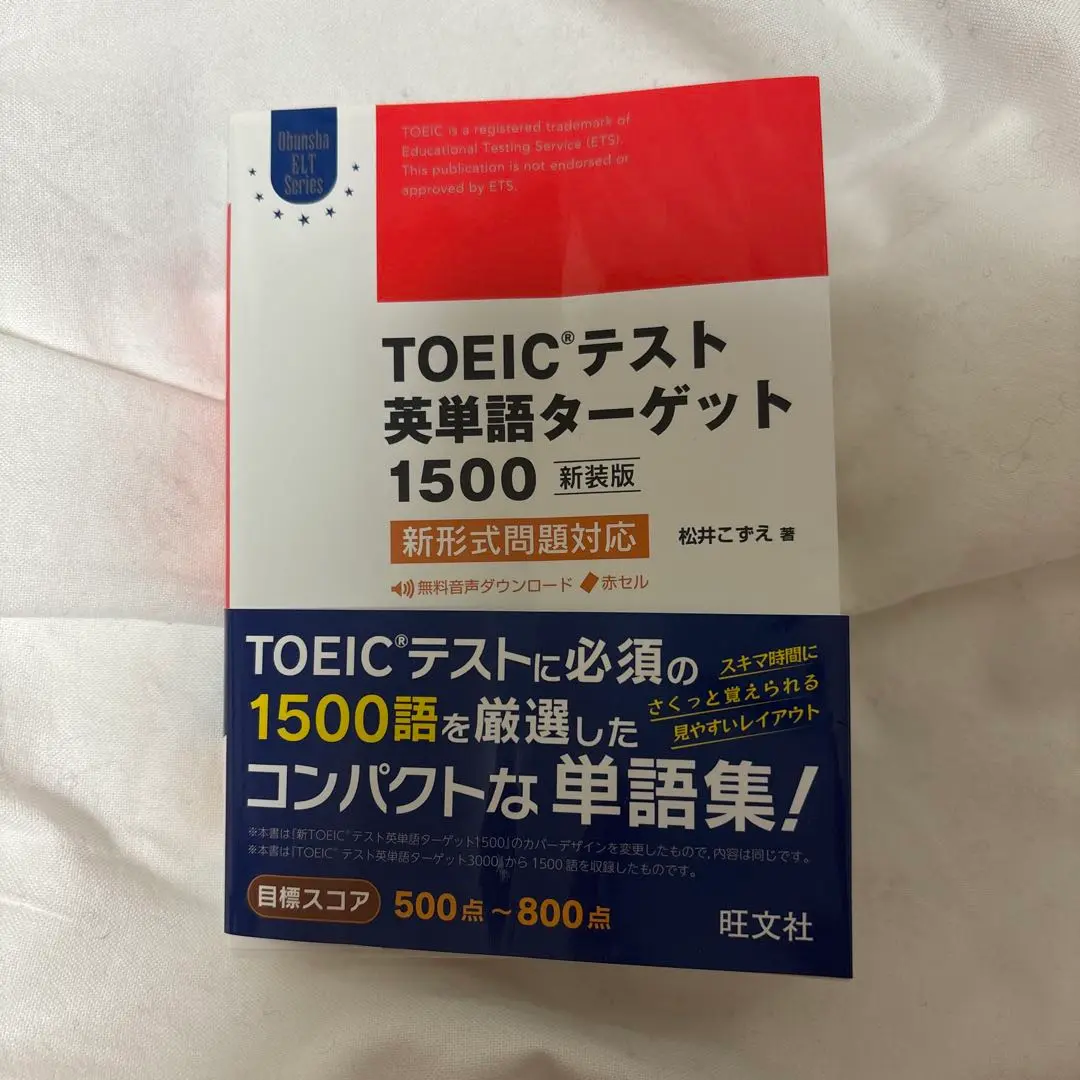 Obunsha
ELT
Series
TOEIC is a registered trademark of
Educational Testing Service (ETS).
This publication is not endorsed or
approved by ETS.
TOEIC®テスト
英単語ターゲット
1500 新装版
新形式問題対応 松井こずえ 著
無料音声ダウンロード 赤セル
TOEIC®テストに必須の
1500語を厳選した
コンパクトな単語集!
スキマ時間に
さくっと覚えられる
見やすいレイアウト
※本書は『新TOEIC®テスト英単語ターゲット1500』のカバーデザインを変更したもので、内容は同じです。
※本書は『TOEIC®テスト英単語ターゲット3000』から1500語を収録したものです。
目標スコア 500点~800点
旺文社